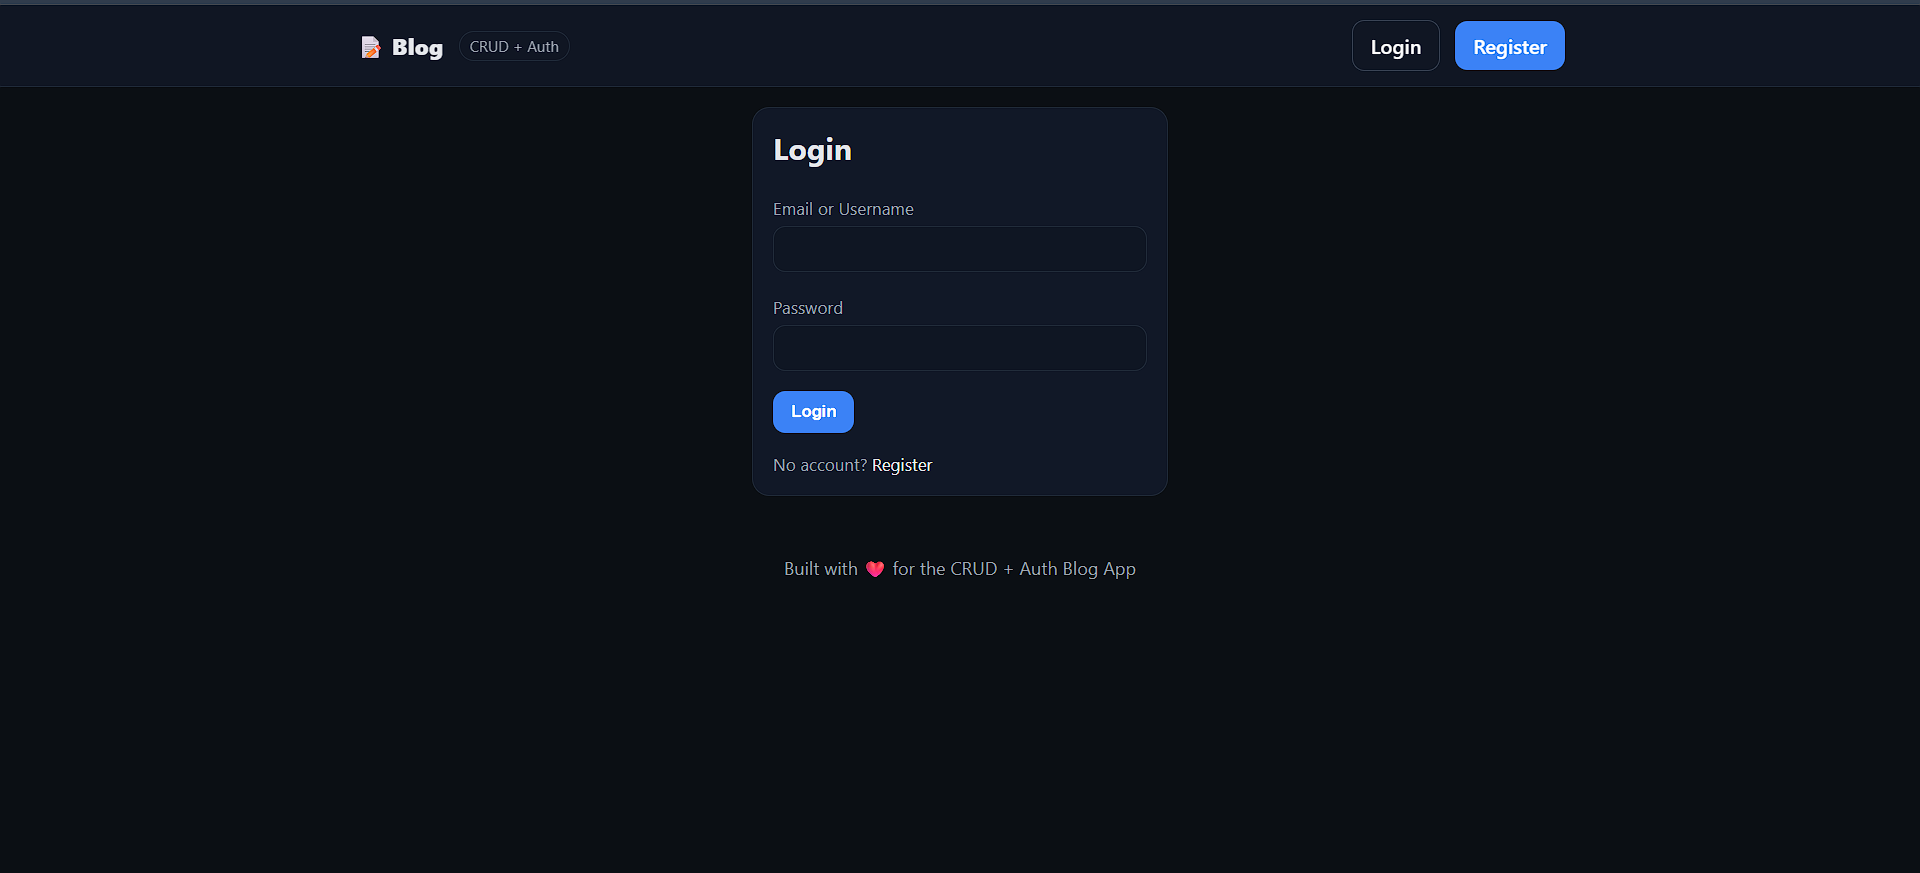 📝 Blog CRUD + Auth Login Register
Login
Email or Username
Password
Login
No account? Register
Built with ❤️ for the CRUD + Auth Blog App